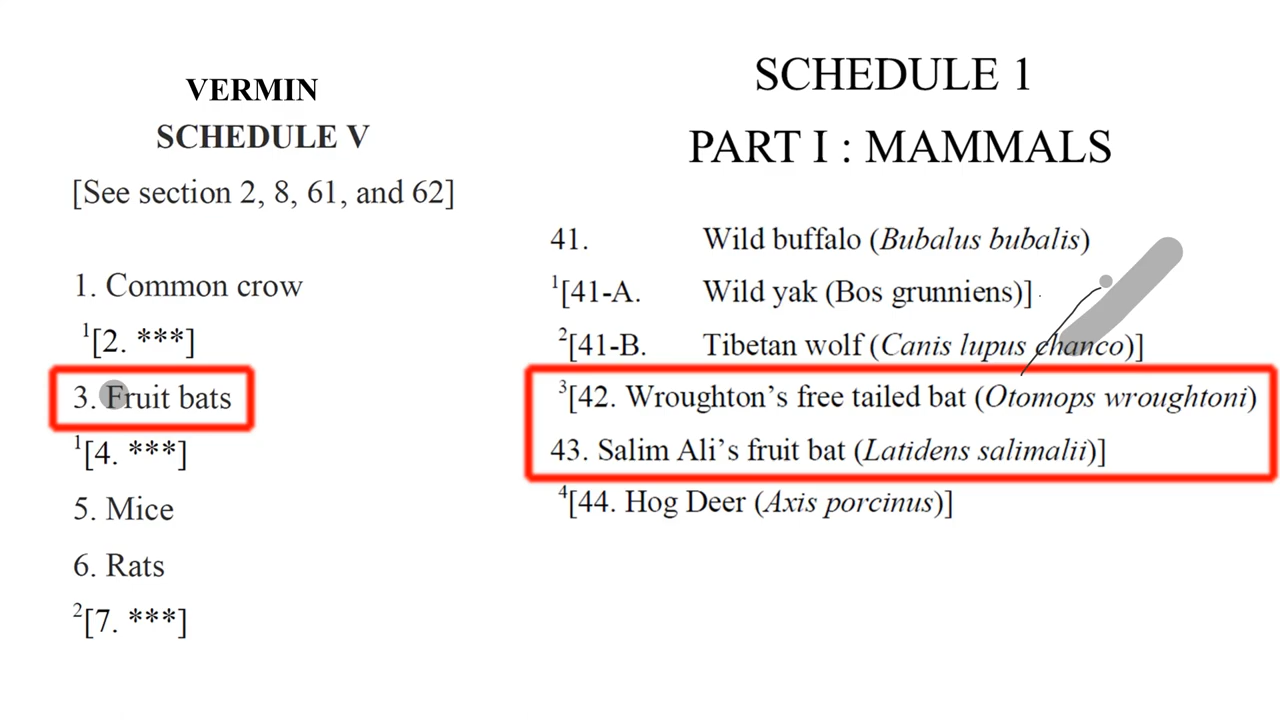 VERMIN
SCHEDULE V
[See section 2, 8, 61, and 62]
1. Common crow
1[2. ***]
3. Fruit bats
1[4. ***]
5. Mice
6. Rats
2[7. ***]
SCHEDULE 1
PART I : MAMMALS
41. Wild buffalo (Bubalus bubalis)
1[41-A. Wild yak (Bos grunniens)]
2[41-B. Tibetan wolf (Canis lupus chanco)]
3[42. Wroughton's free tailed bat (Otomops wroughtoni)
43. Salim Ali's fruit bat (Latidens salimalii)]
4[44. Hog Deer (Axis porcinus)]